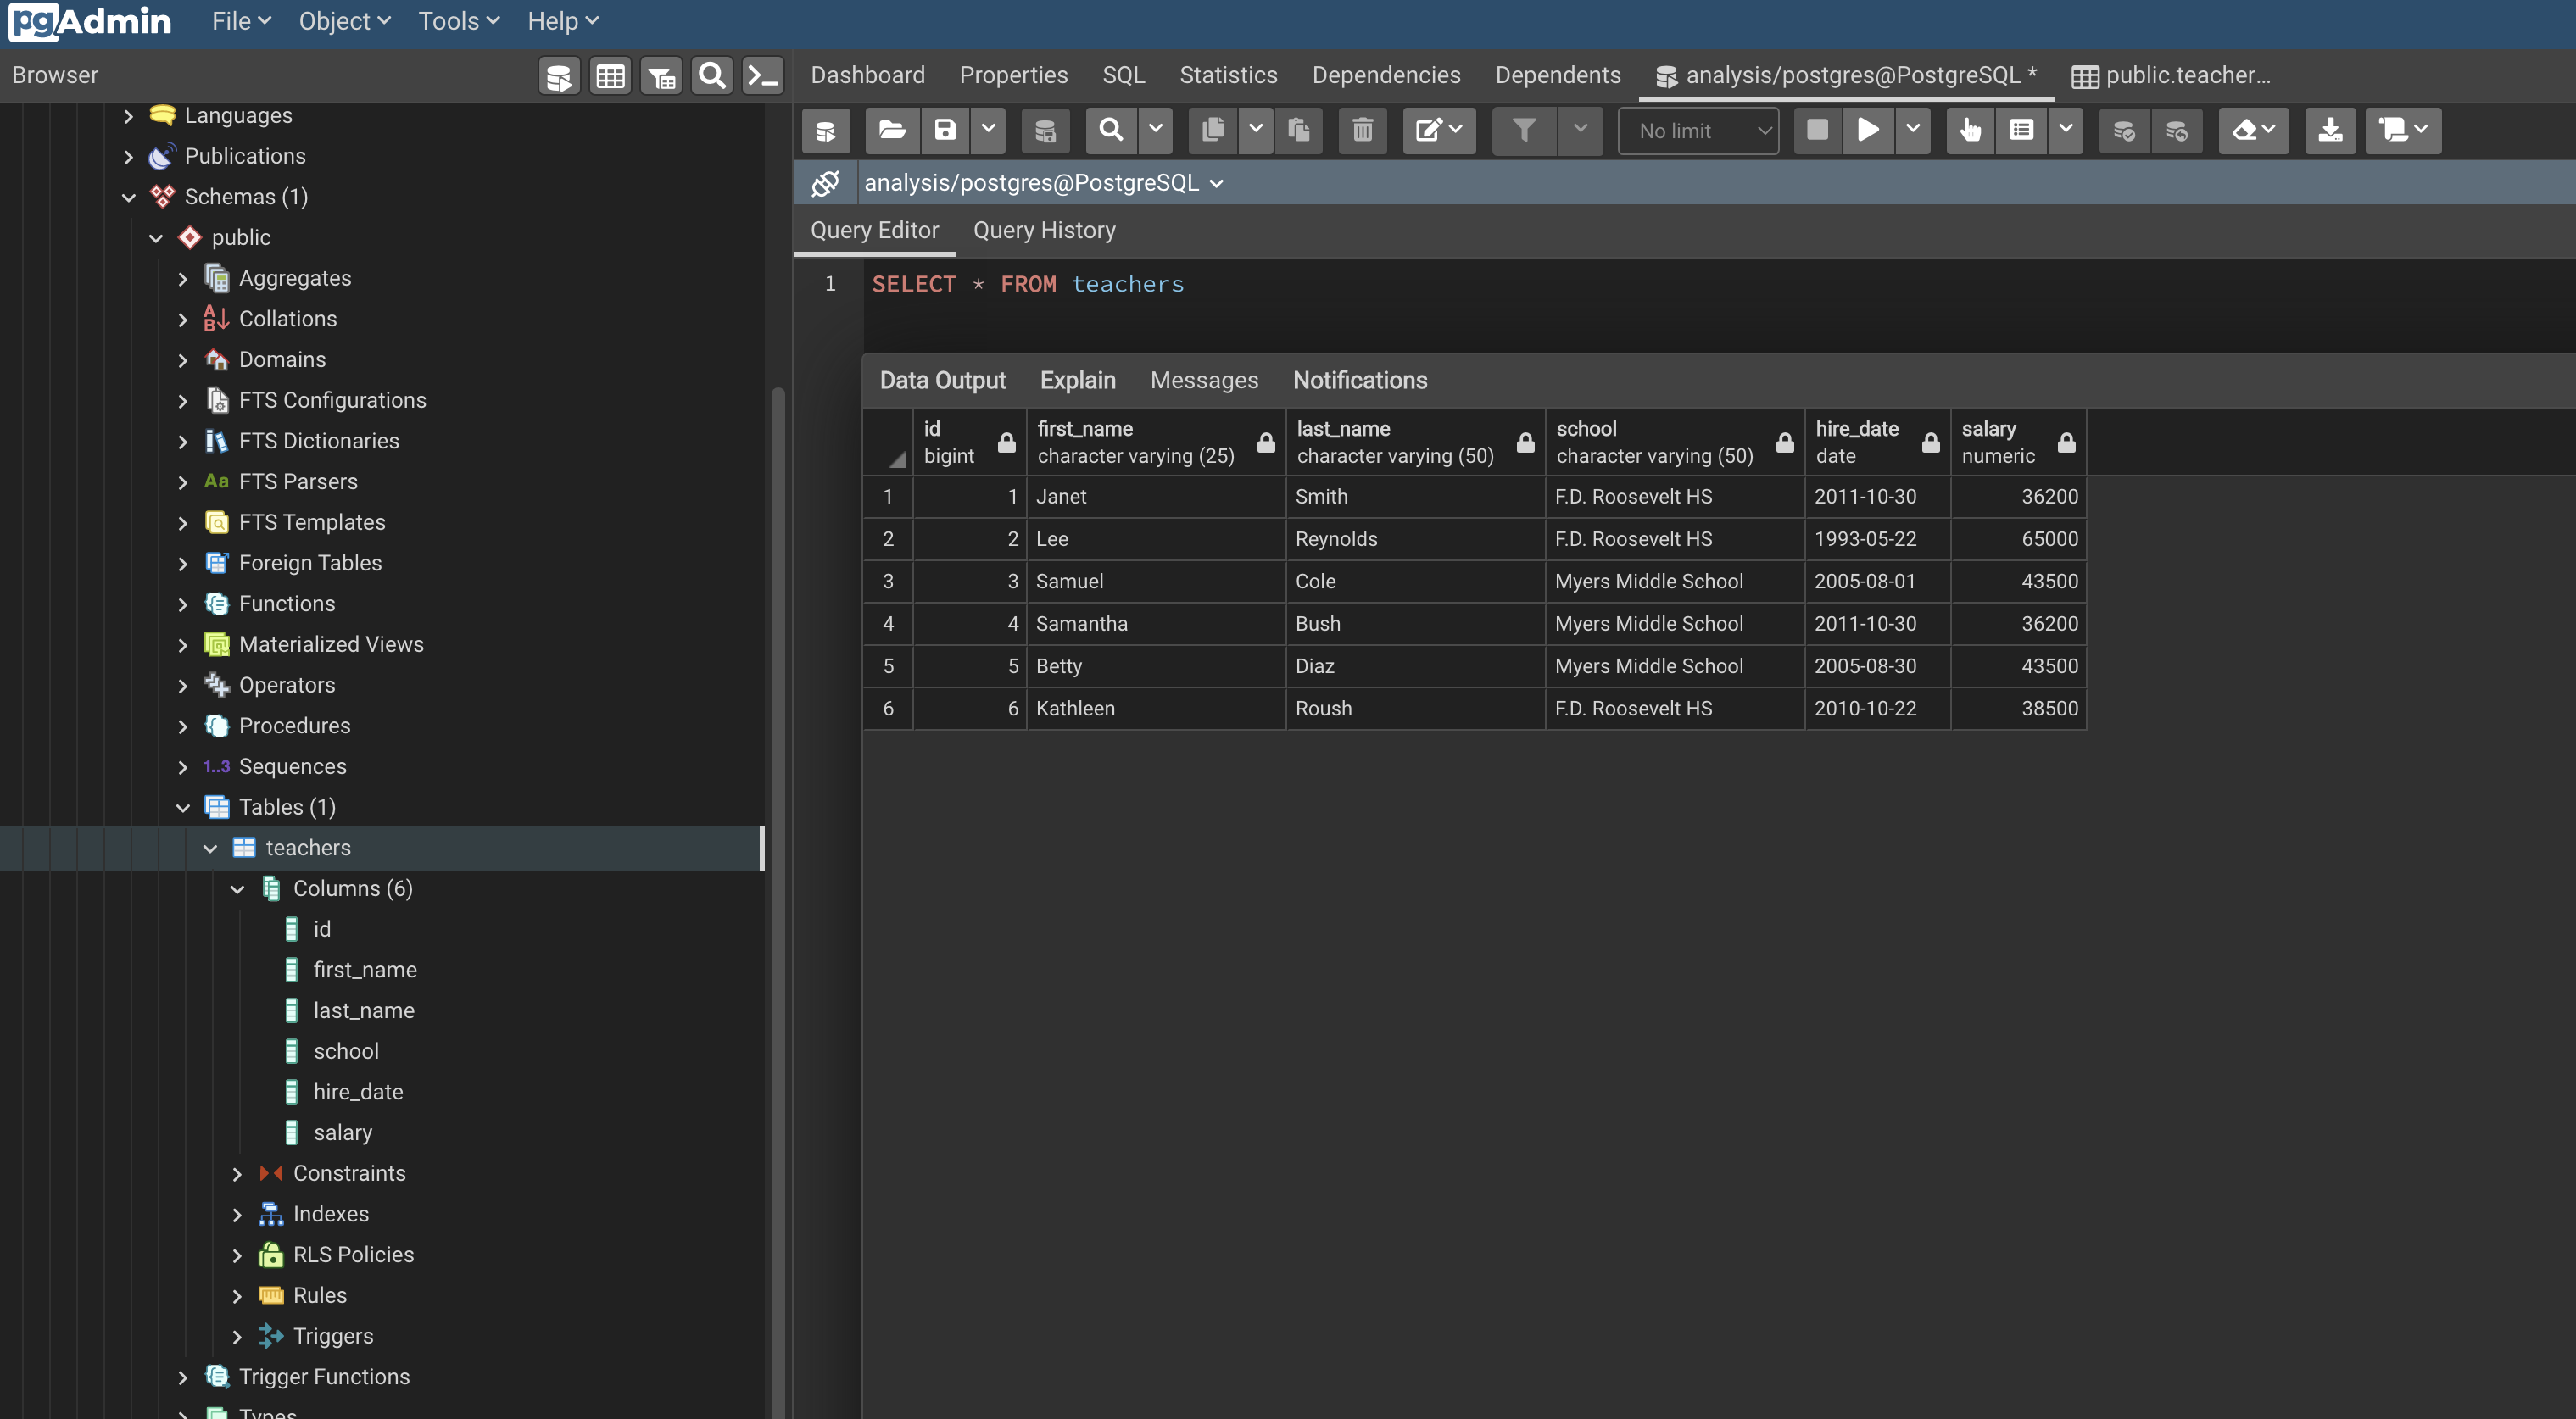 pgAdmin File Object Tools Help
Browser
Dashboard Properties SQL Statistics Dependencies Dependents analysis/postgres@PostgreSQL * public.teacher...
No limit
analysis/postgres@PostgreSQL
Query Editor Query History
1 SELECT * FROM teachers
Data Output Explain Messages Notifications
id first_name last_name school hire_date salary
bigint character varying (25) character varying (50) character varying (50) date numeric
1 1 Janet Smith F.D. Roosevelt HS 2011-10-30 36200
2 2 Lee Reynolds F.D. Roosevelt HS 1993-05-22 65000
3 3 Samuel Cole Myers Middle School 2005-08-01 43500
4 4 Samantha Bush Myers Middle School 2011-10-30 36200
5 5 Betty Diaz Myers Middle School 2005-08-30 43500
6 6 Kathleen Roush F.D. Roosevelt HS 2010-10-22 38500
Languages
Publications
Schemas (1)
public
Aggregates
A
B Collations
Domains
FTS Configurations
FTS Dictionaries
Aa FTS Parsers
FTS Templates
Foreign Tables
Functions
Materialized Views
Operators
Procedures
1..3 Sequences
Tables (1)
teachers
Columns (6)
id
first_name
last_name
school
hire_date
salary
Constraints
Indexes
RLS Policies
Rules
Triggers
Trigger Functions
Types